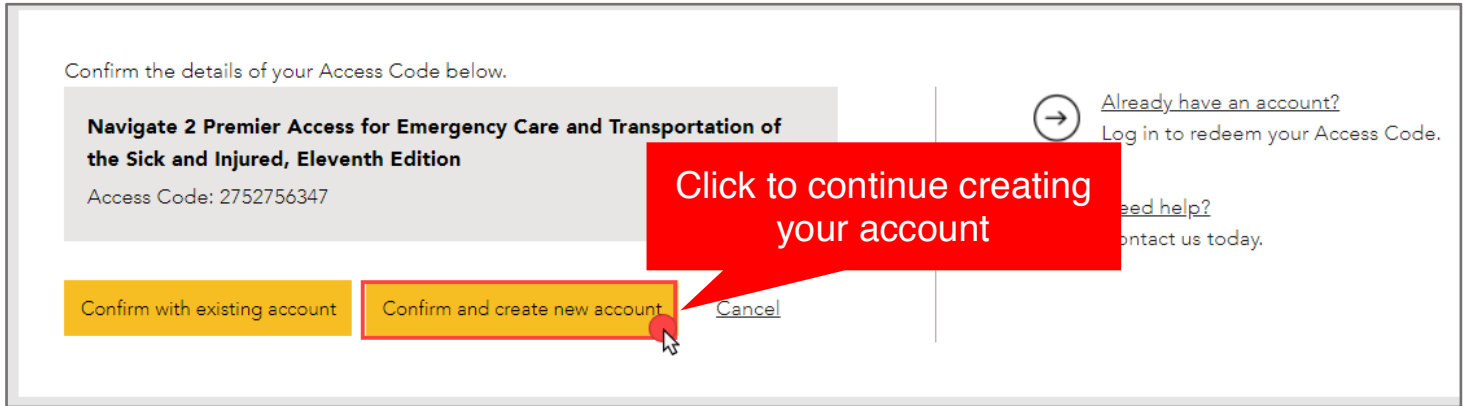 Confirm the details of your Access Code below.
Navigate 2 Premier Access for Emergency Care and Transportation of
the Sick and Injured, Eleventh Edition
Access Code: 2752756347
Click to continue creating
your account
Confirm with existing account
Confirm and create new account
Cancel
Already have an account?
Log in to redeem your Access Code.
eed help?
ontact us today.